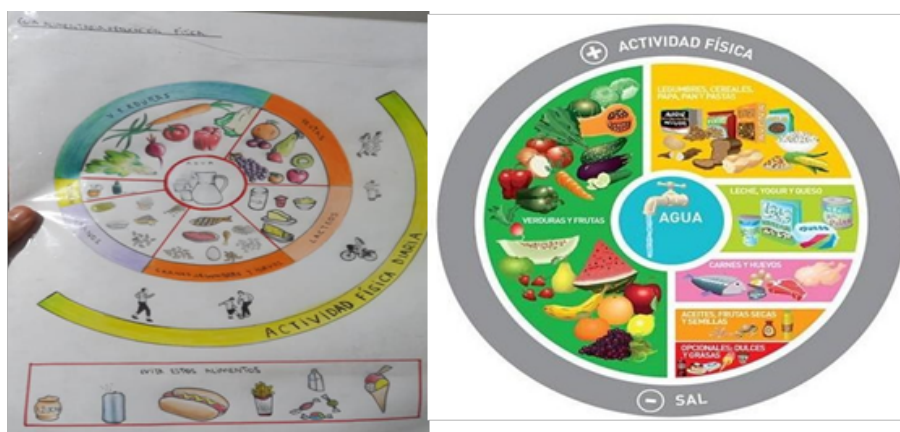 VERDURAS
FRUTAS
AGUA
LÁCTEOS
ACTIVIDAD FÍSICA DIARIA
EVITA ESTOS ALIMENTOS
+ ACTIVIDAD FÍSICA
LEGUMBRES, CEREALES,
PAPA, PAN Y PASTAS
VERDURAS Y FRUTAS
AGUA
LECHE, YOGUR Y QUESO
CARNES Y HUEVOS
ACEITES, FRUTAS SECAS
Y SEMILLAS
OPCIONALES: DULCES
Y GRASAS
- SAL